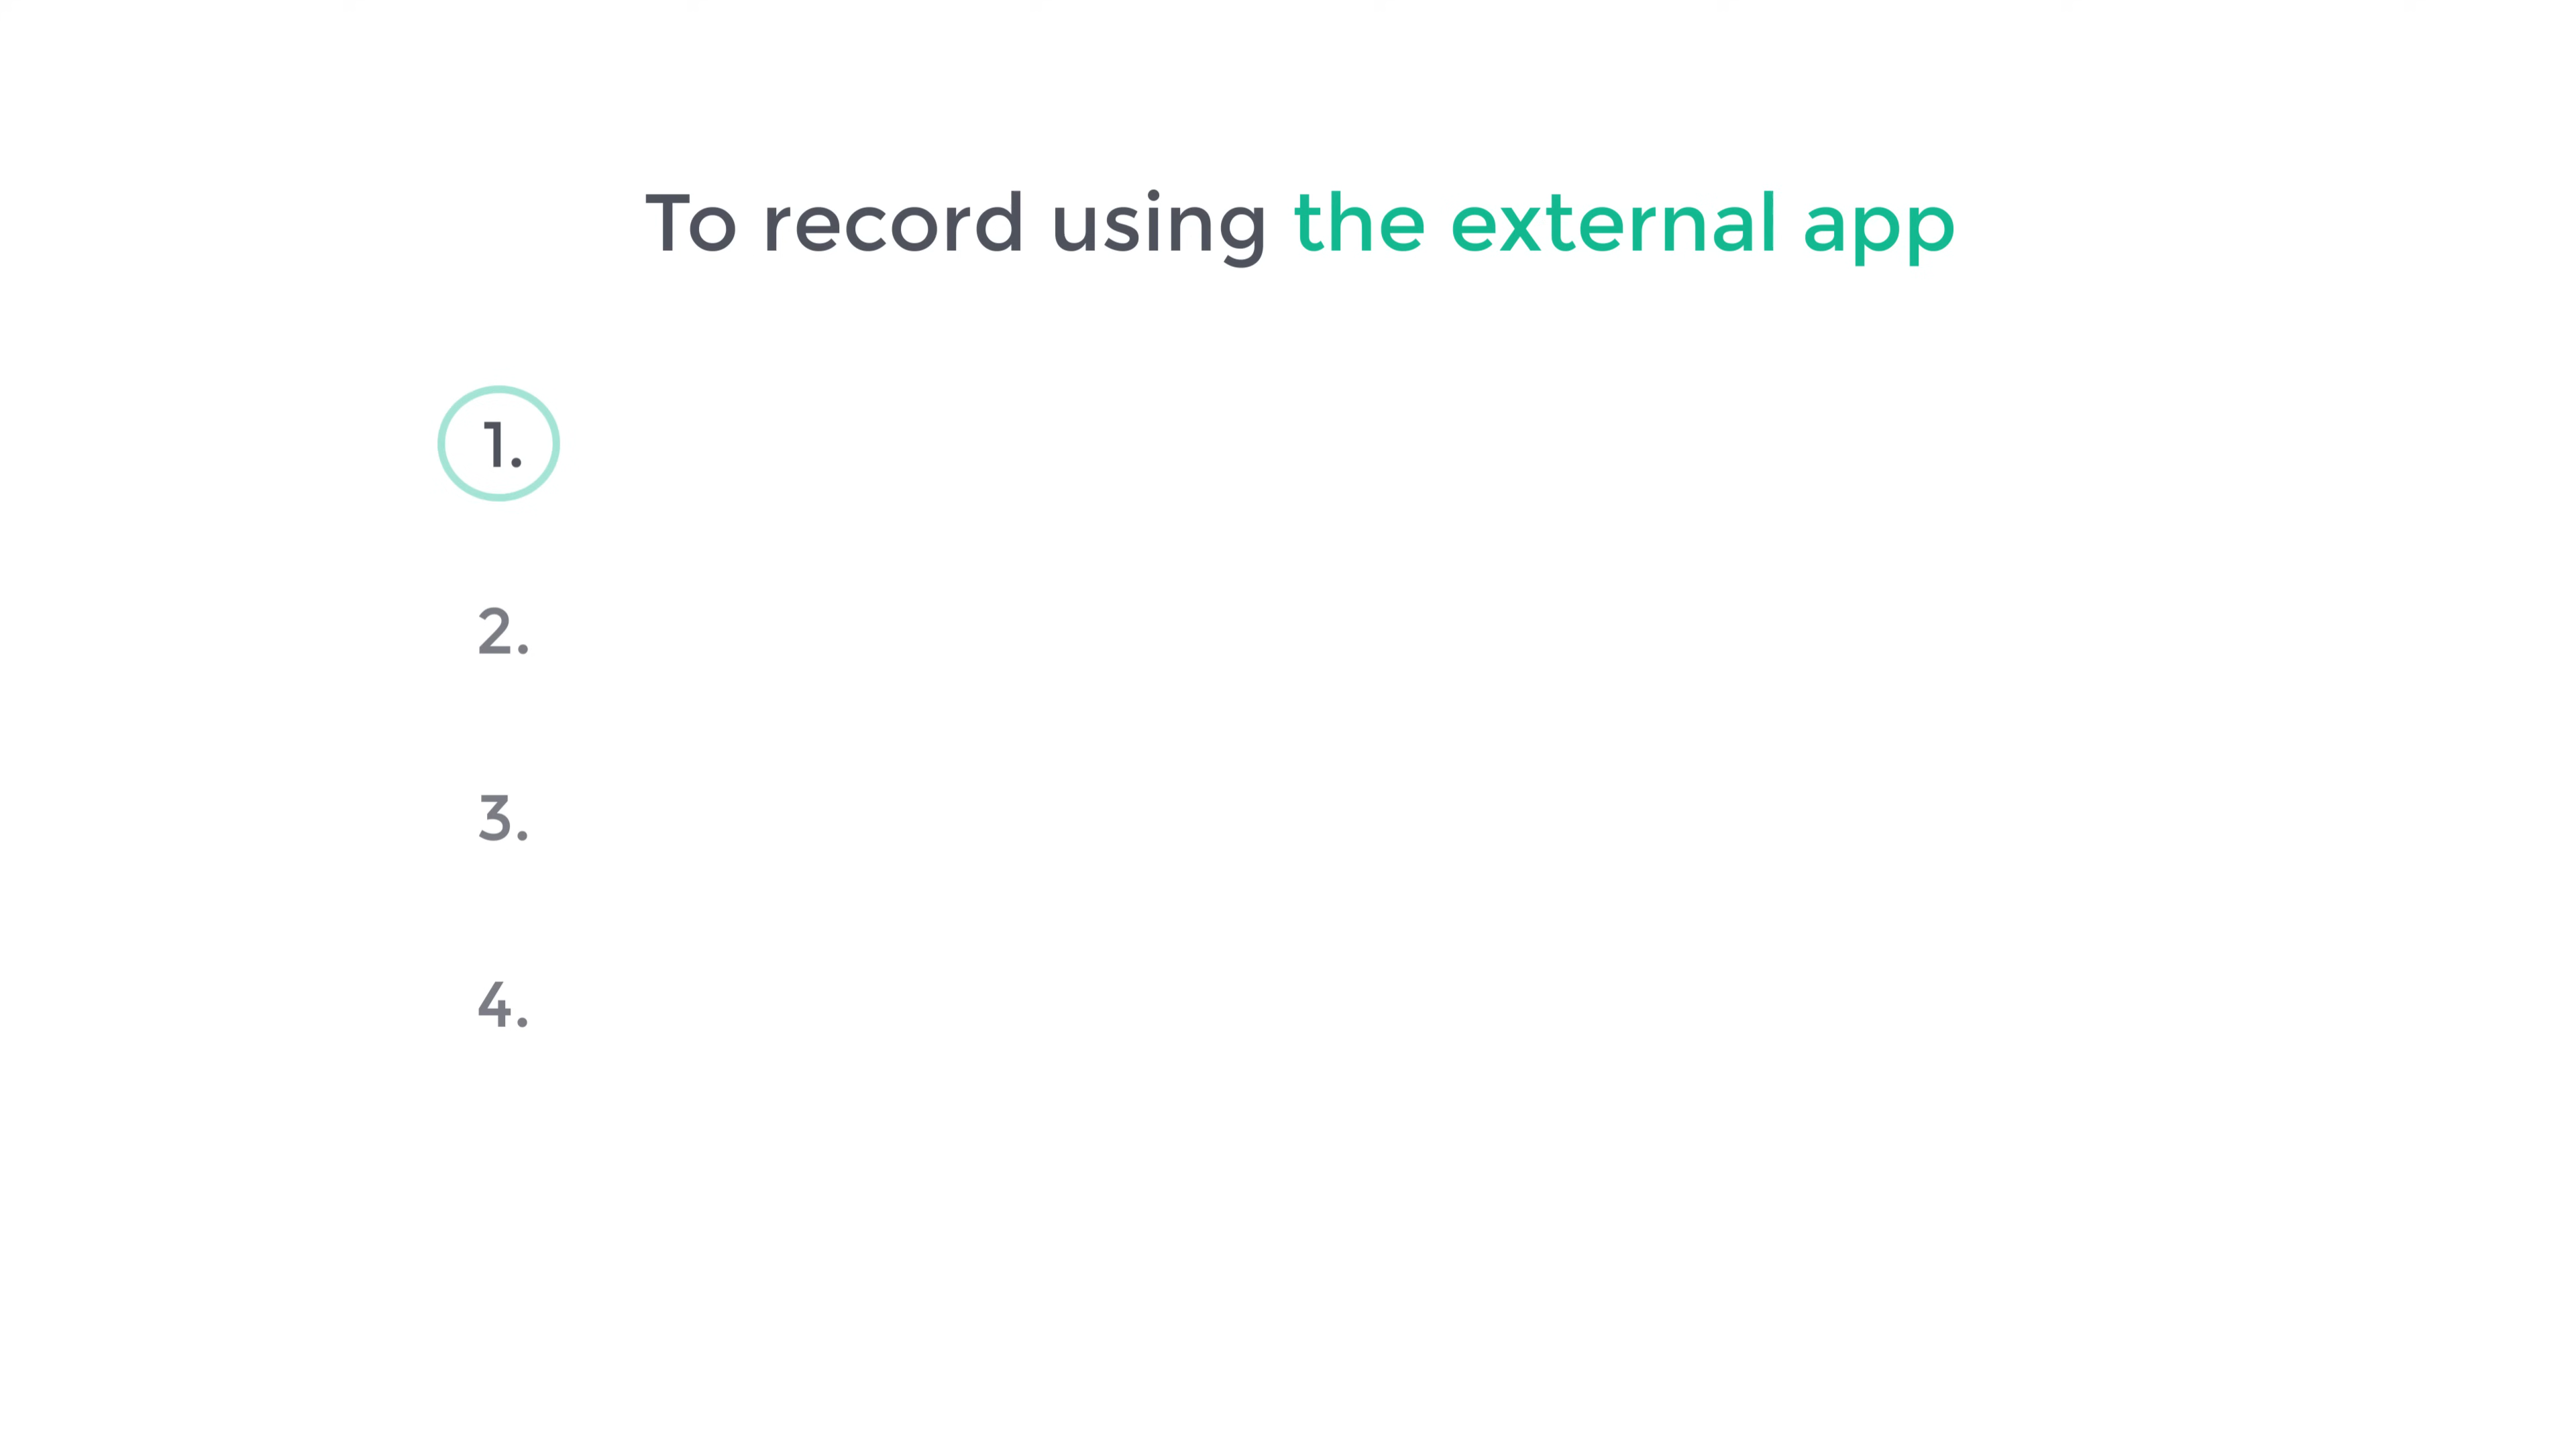 To record using the external app
1.
2.
3.
4.